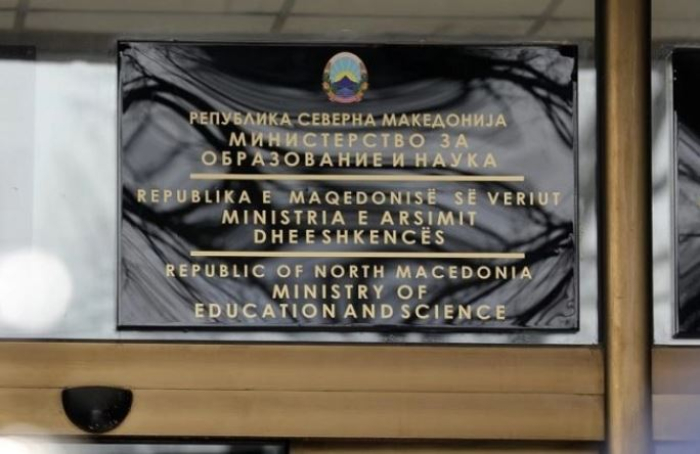 РЕПУБЛИКА СЕВЕРНА МАКЕДОНИЈА
МИНИСТЕРСТВО ЗА
ОБРАЗОВАНИЕ И НАУКА
REPUBLIKA E MAQEDONISË SË VERIUT
MINISTRIA E ARSIMIT
DHE E SHKENCËS
REPUBLIC OF NORTH MACEDONIA
MINISTRY OF
EDUCATION AND SCIENCE